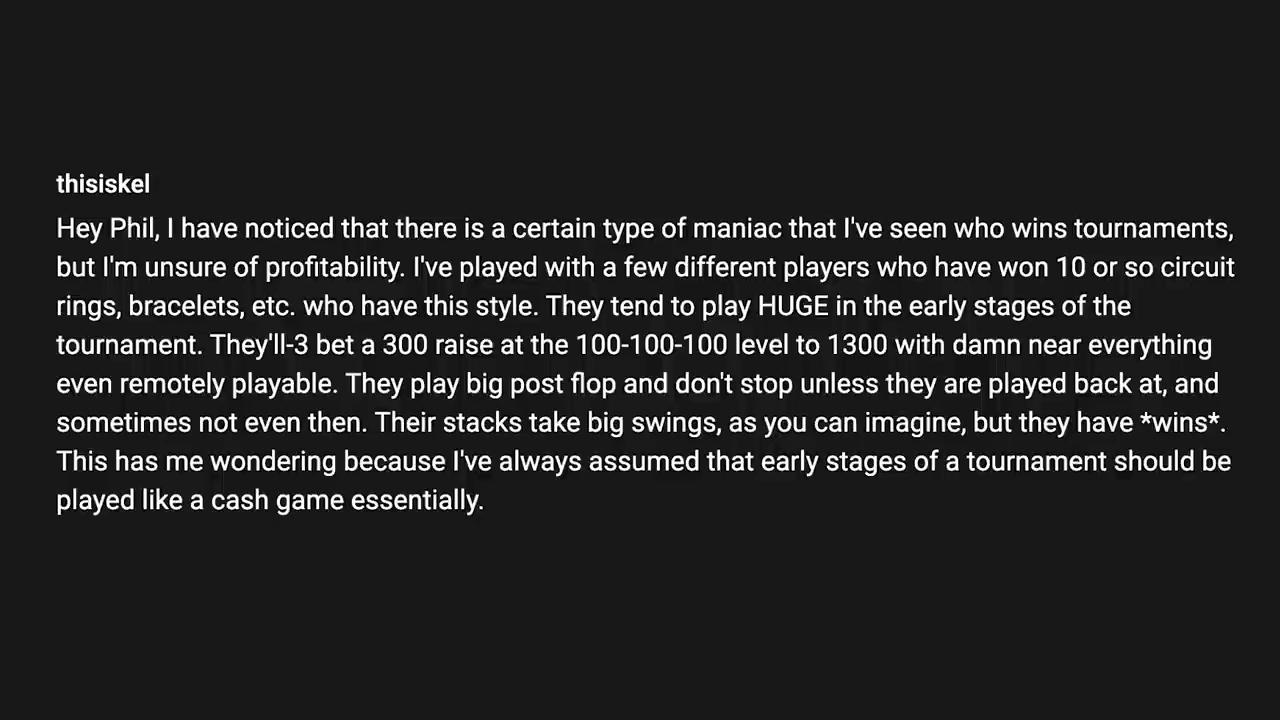 thisiskel
Hey Phil, I have noticed that there is a certain type of maniac that I've seen who wins tournaments,
but I'm unsure of profitability. I've played with a few different players who have won 10 or so circuit
rings, bracelets, etc. who have this style. They tend to play HUGE in the early stages of the
tournament. They'll-3 bet a 300 raise at the 100-100-100 level to 1300 with damn near everything
even remotely playable. They play big post flop and don't stop unless they are played back at, and
sometimes not even then. Their stacks take big swings, as you can imagine, but they have *wins*.
This has me wondering because I've always assumed that early stages of a tournament should be
played like a cash game essentially.